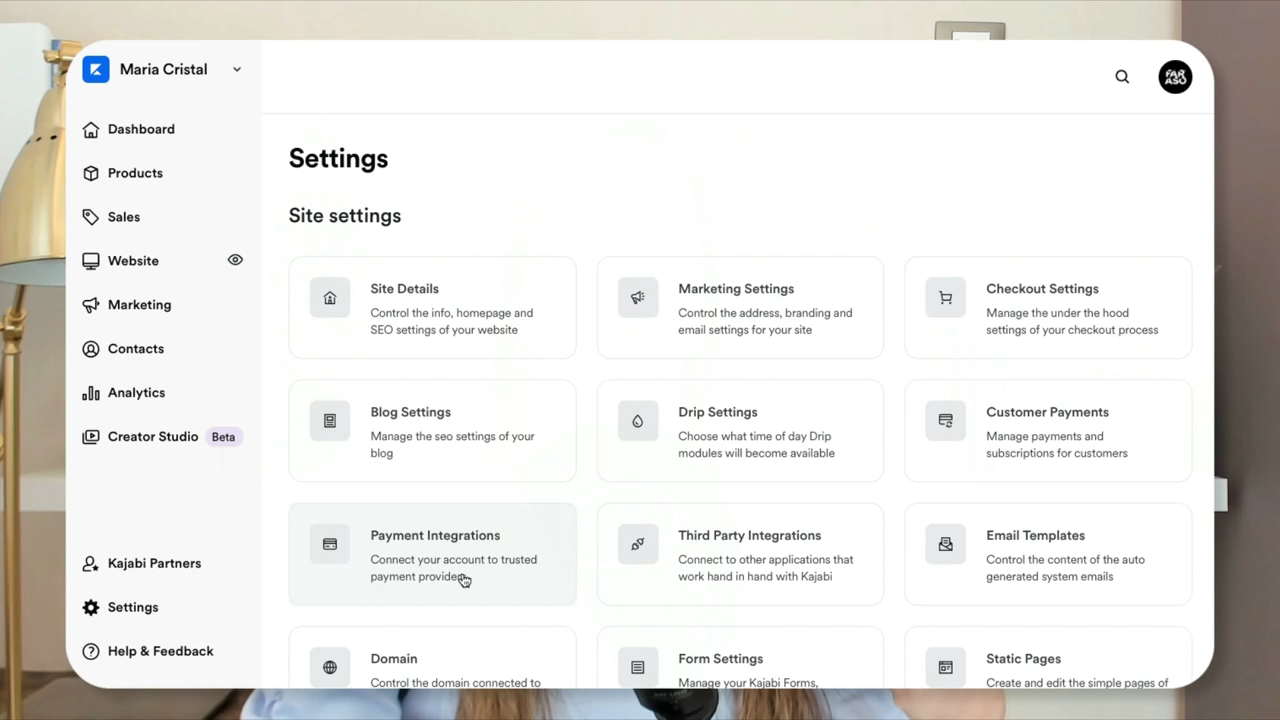 Maria Cristal
FAR
ASO
Dashboard
Products
Sales
Website
Marketing
Contacts
Analytics
Creator Studio Beta
Kajabi Partners
Settings
Help & Feedback
Settings
Site settings
Site Details
Control the info, homepage and
SEO settings of your website
Marketing Settings
Control the address, branding and
email settings for your site
Checkout Settings
Manage the under the hood
settings of your checkout process
Blog Settings
Manage the seo settings of your
blog
Drip Settings
Choose what time of day Drip
modules will become available
Customer Payments
Manage payments and
subscriptions for customers
Payment Integrations
Connect your account to trusted
payment
Third Party Integrations
Connect to other applications that
work hand in hand with Kajabi
Email Templates
Control the content of the auto
generated system emails
Domain
Control the domain connected to
Form Settings
Manage your Kajabi Forms,
Static Pages
Create and edit the simple pages of